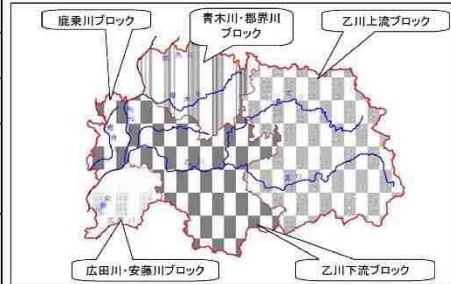 鹿乗川ブロック
青木川・郡界川
ブロック
乙川上流ブロック
広田川・安藤川ブロック
乙川下流ブロック